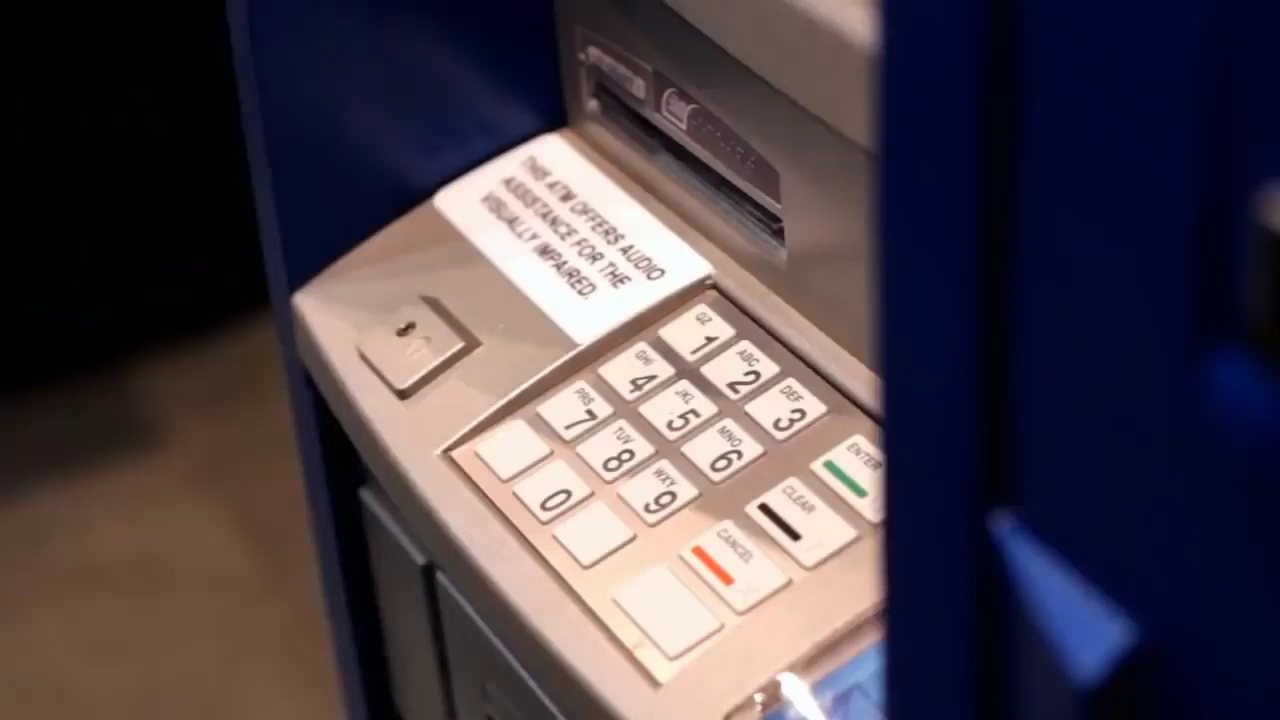 THIS ATM OFFERS AUDIO
ASSISTANCE FOR THE
VISUALLY IMPAIRED.
QZ 1
ABC 2
DEF 3
ENTER
GHI 4
JKL 5
MNO 6
CLEAR
PRS 7
TUV 8
WXY 9
CANCEL
0